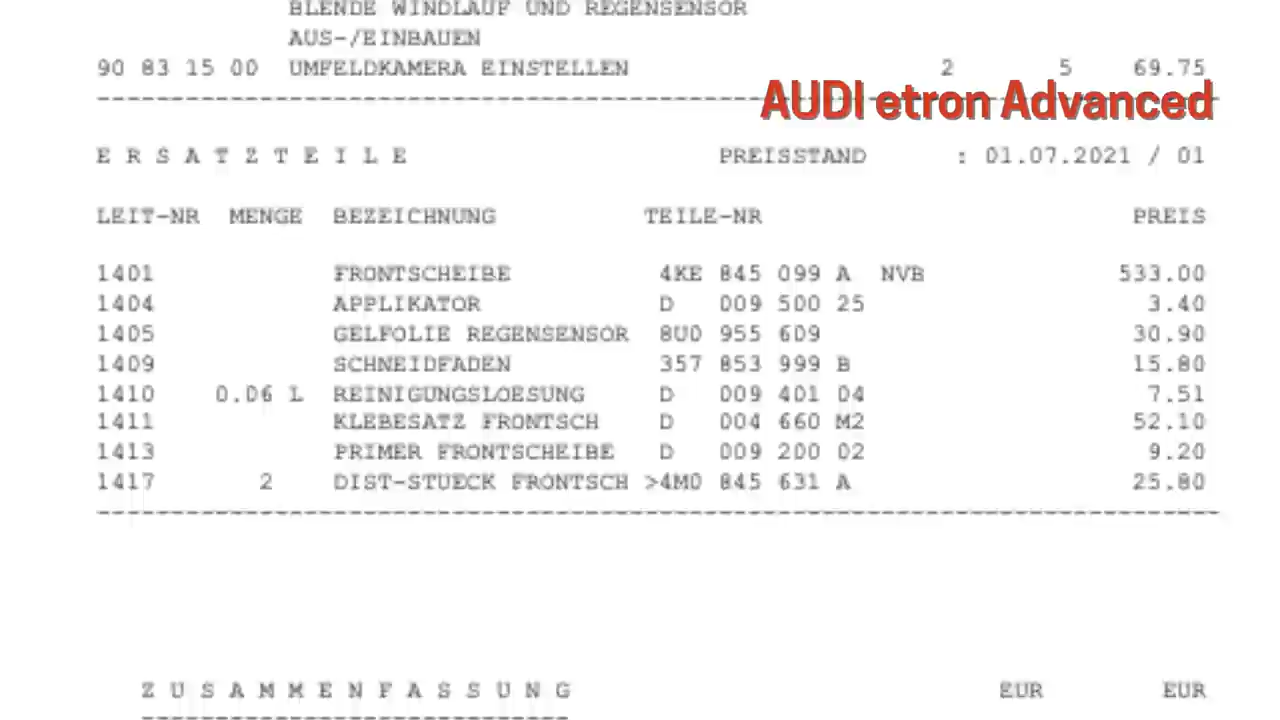 BLENDE WINDLAUF UND REGENSENSOR
AUS-/EINBAUEN
90 83 15 00 UMFELDKAMERA EINSTELLEN 2 5 69.75
AUDI etron Advanced
E R S A T Z T E I L E PREISSTAND : 01.07.2021 / 01
LEIT-NR MENGE BEZEICHNUNG TEILE-NR PREIS
1401 FRONTSCHEIBE 4KE 845 099 A NVB 533.00
1404 APPLIKATOR D 009 500 25 3.40
1405 GELFOLIE REGENSENSOR 8U0 955 609 30.90
1409 SCHNEIDFADEN 357 853 999 B 15.80
1410 0.06 L REINIGUNGSLOESUNG D 009 401 04 7.51
1411 KLEBESATZ FRONTSCH D 004 660 M2 52.10
1413 PRIMER FRONTSCHEIBE D 009 200 02 9.20
1417 2 DIST-STUECK FRONTSCH >4M0 845 631 A 25.80
Z U S A M M E N F A S S U N G EUR EUR